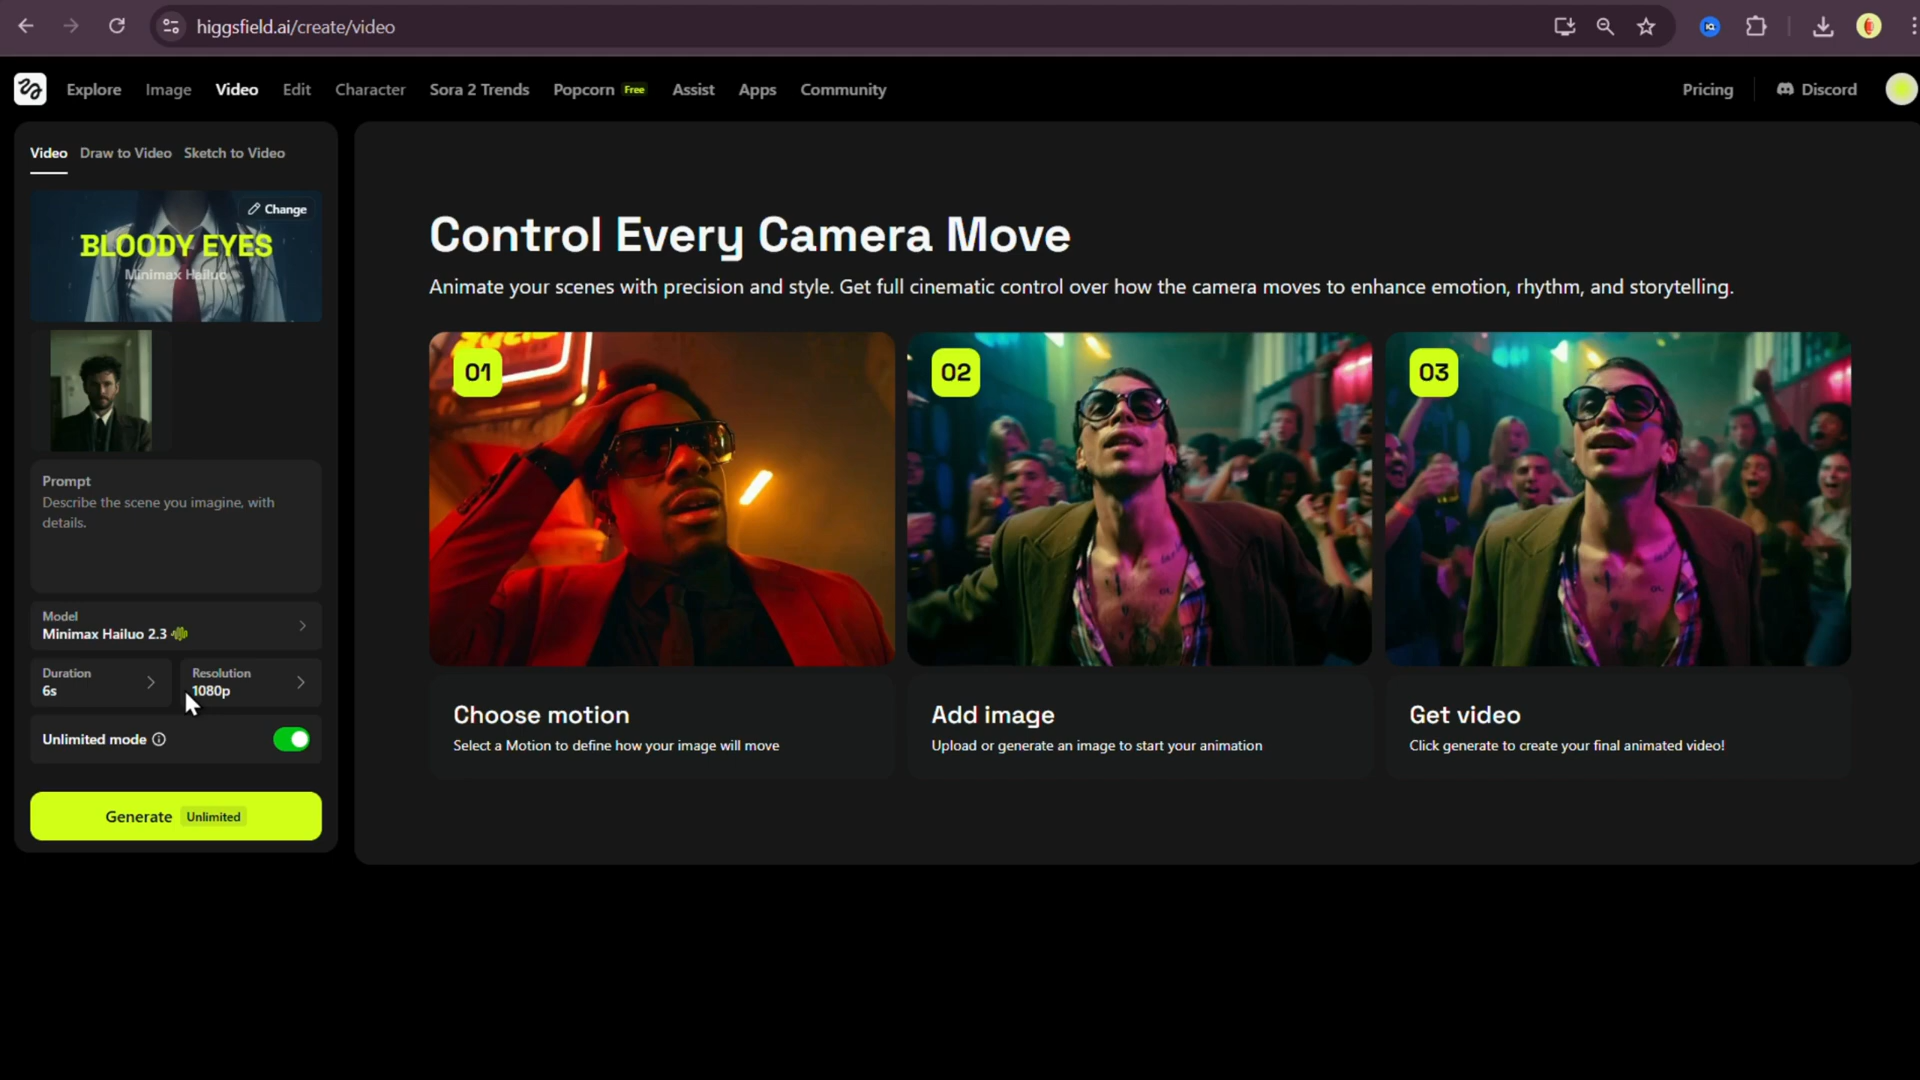 higgsfield.ai/create/video
Explore Image Video Edit Character Sora 2 Trends Popcorn Free Assist Apps Community Pricing Discord
Video Draw to Video Sketch to Video
Change
BLOODY EYES
Minimax Hailuo
Prompt
Describe the scene you imagine, with
details.
Model
Minimax Hailuo 2.3
Duration
6s
Resolution
1080p
Unlimited mode
Generate Unlimited
Control Every Camera Move
Animate your scenes with precision and style. Get full cinematic control over how the camera moves to enhance emotion, rhythm, and storytelling.
01
Choose motion
Select a Motion to define how your image will move
02
Add image
Upload or generate an image to start your animation
03
Get video
Click generate to create your final animated video!